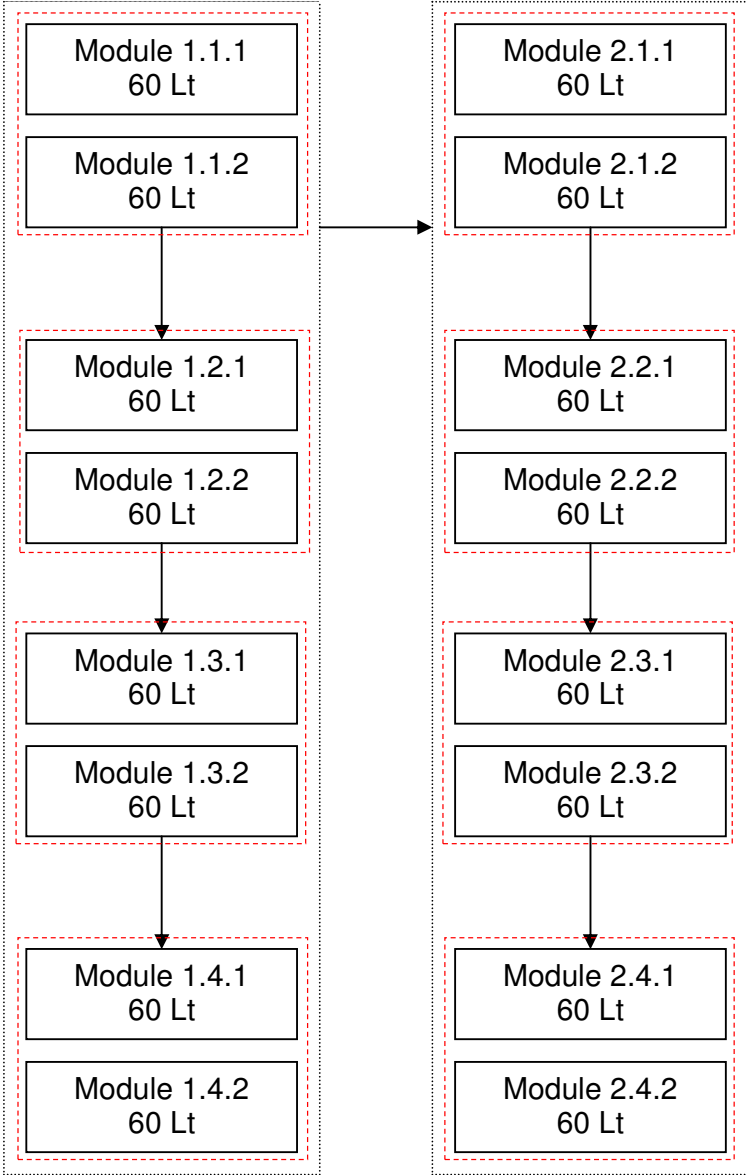 Module 1.1.1
60 Lt
Module 1.1.2
60 Lt
Module 1.2.1
60 Lt
Module 1.2.2
60 Lt
Module 1.3.1
60 Lt
Module 1.3.2
60 Lt
Module 1.4.1
60 Lt
Module 1.4.2
60 Lt
Module 2.1.1
60 Lt
Module 2.1.2
60 Lt
Module 2.2.1
60 Lt
Module 2.2.2
60 Lt
Module 2.3.1
60 Lt
Module 2.3.2
60 Lt
Module 2.4.1
60 Lt
Module 2.4.2
60 Lt